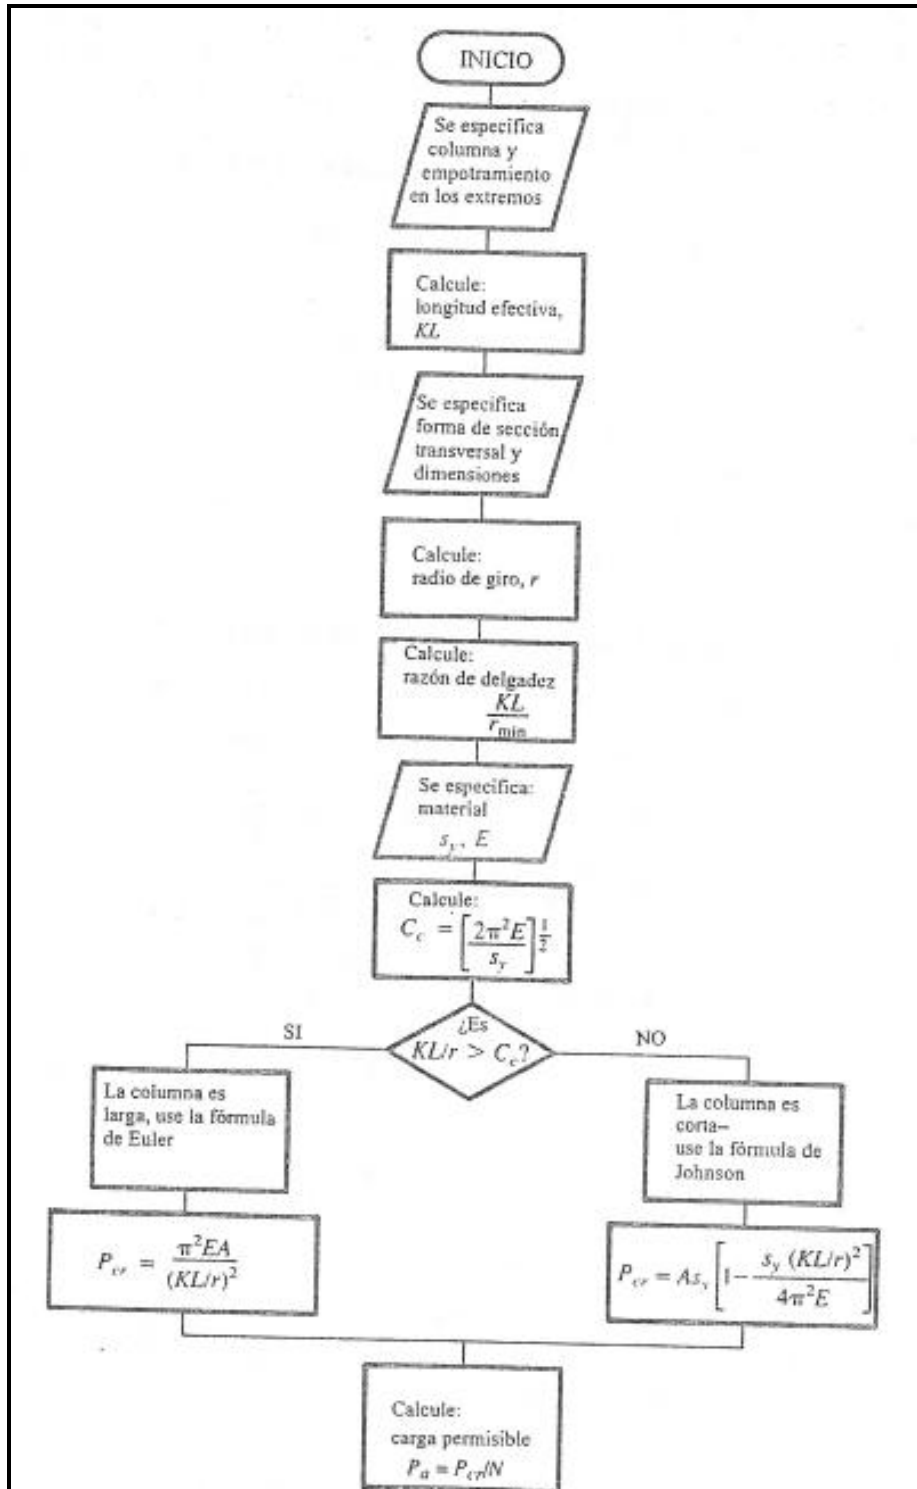 INICIO
Se especifica
columna y
empotramiento
en los extremos
Calcule:
longitud efectiva,
KL
Se especifica
forma de sección
transversal y
dimensiones
Calcule:
radio de giro, r
Calcule:
razón de delgadez
KL
r_min
Se especifica:
material
s_y, E
Calcule:
C_c = [2π²E / s_y]^½
¿Es
KL/r > C_c?
SI
NO
La columna es
larga, use la fórmula
de Euler
P_cr = π²EA / (KL/r)²
La columna es
corta–
use la fórmula de
Johnson
P_cr = As_y [1 - s_y (KL/r)² / 4π²E]
Calcule:
carga permisible
P_a = P_cr/N